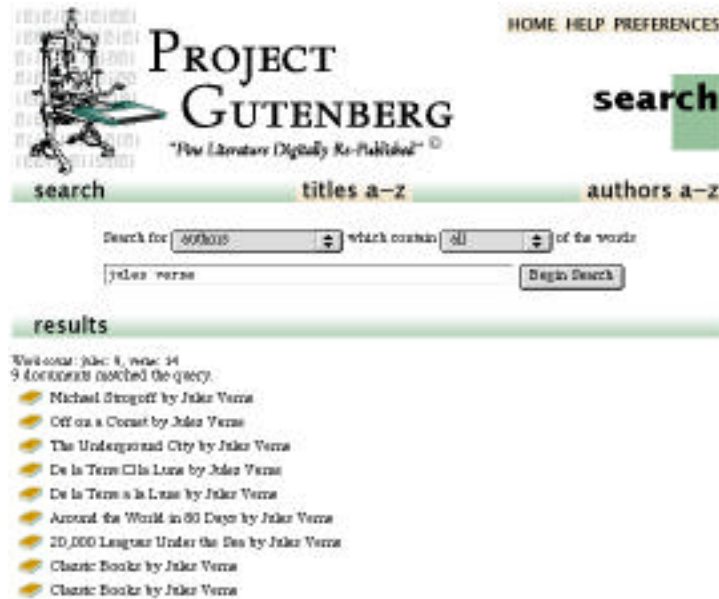 HOME HELP PREFERENCES
PROJECT
GUTENBERG
"Fine Literature Digitally Re-Published" ©
search
search titles a–z authors a–z
Search for authors which contain all of the words
jules verne Begin Search
results
Word count: jules: 9, verne: 14
9 documents matched the query.
Michael Strogoff by Jules Verne
Off on a Comet by Jules Verne
The Underground City by Jules Verne
De la Terre la Lune by Jules Verne
De la Terre a la Lune by Jules Verne
Around the World in 80 Days by Jules Verne
20,000 Leagues Under the Sea by Jules Verne
Classic Books by Jules Verne
Classic Books by Jules Verne